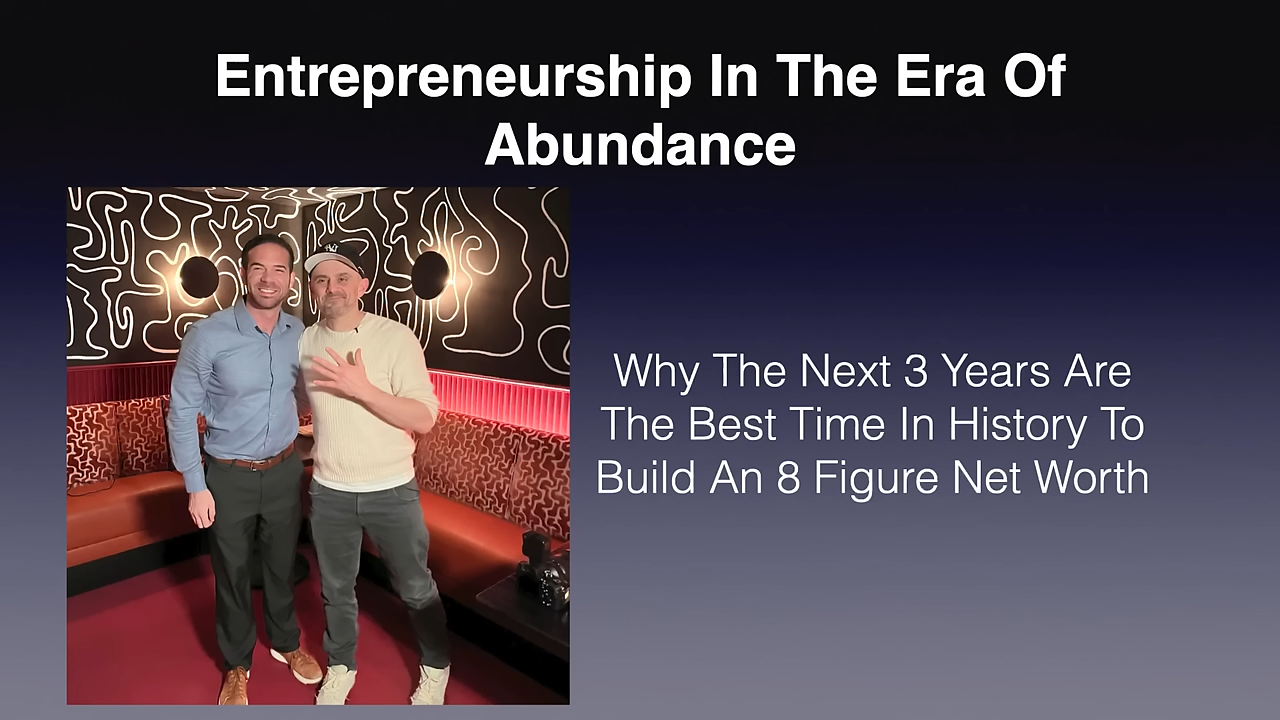 Entrepreneurship In The Era Of
Abundance
Why The Next 3 Years Are
The Best Time In History To
Build An 8 Figure Net Worth